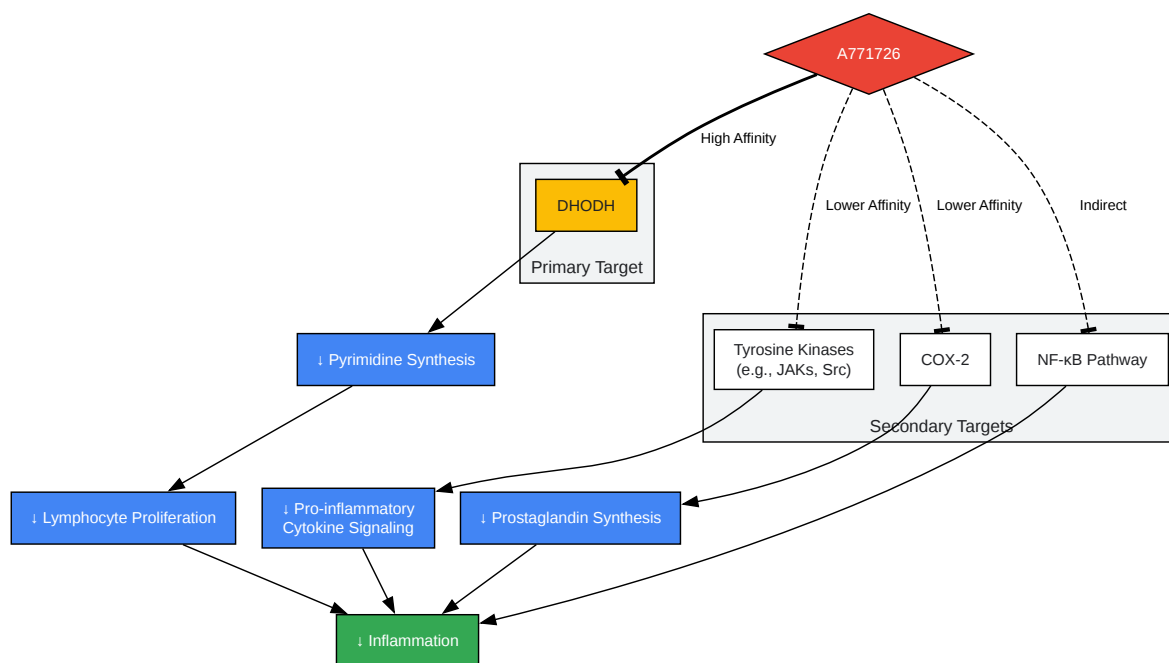 A771726
High Affinity
DHODH
Lower Affinity
Lower Affinity
Indirect
Primary Target
Tyrosine Kinases
(e.g., JAKs, Src)
COX-2
NF-κB Pathway
↓ Pyrimidine Synthesis
Secondary Targets
↓ Lymphocyte Proliferation
↓ Pro-inflammatory
Cytokine Signaling
↓ Prostaglandin Synthesis
↓ Inflammation